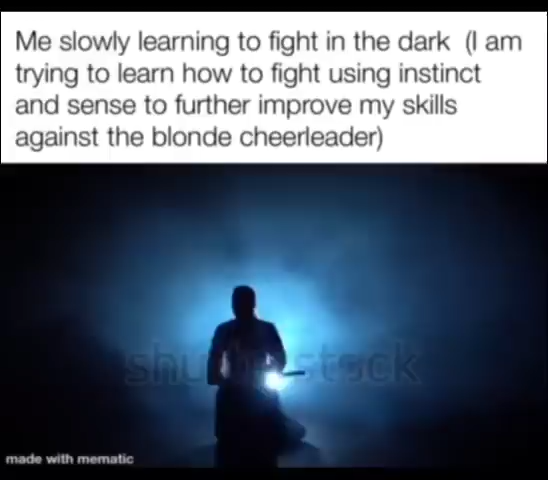 Me slowly learning to fight in the dark (I am
trying to learn how to fight using instinct
and sense to further improve my skills
against the blonde cheerleader)
shutterstock
made with mematic